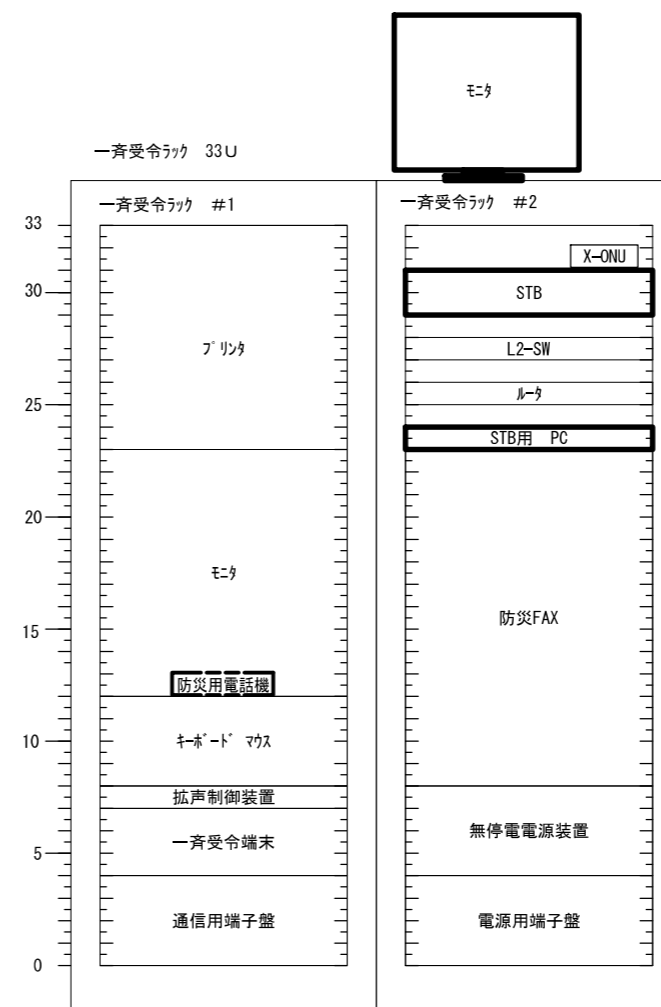 モニタ
一斉受令ラック 33U
一斉受令ラック #1
一斉受令ラック #2
33
X-ONU
30
STB
プリンタ
L2-SW
ルータ
25
STB用 PC
20
モニタ
防災FAX
15
防災用電話機
10
キーボード マウス
拡声制御装置
無停電電源装置
一斉受令端末
5
通信用端子盤
電源用端子盤
0